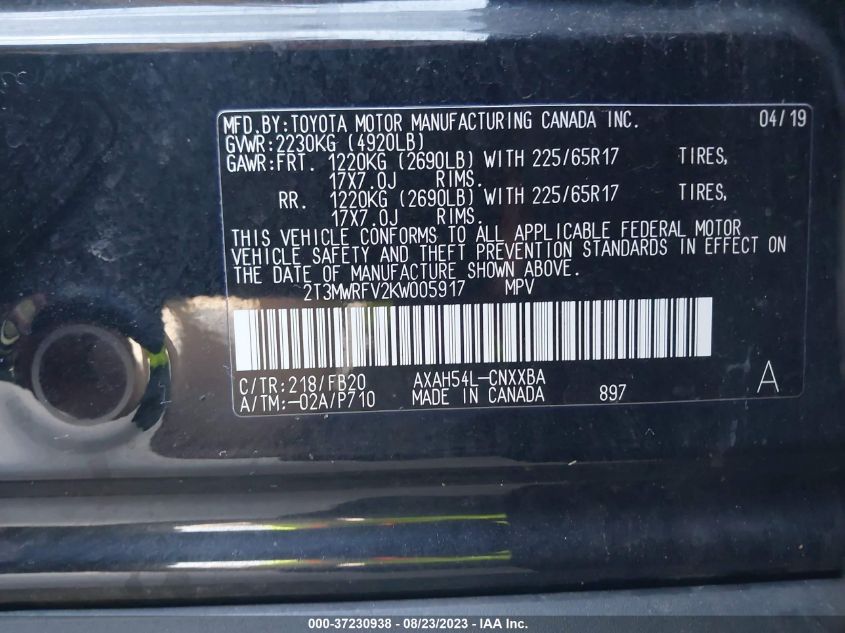 MFD.BY:TOYOTA MOTOR MANUFACTURING CANADA INC. 04/19
GVWR:2230KG (4920LB)
GAWR:FRT. 1220KG (2690LB) WITH 225/65R17 TIRES,
17X7.0J RIMS.
RR. 1220KG (2690LB) WITH 225/65R17 TIRES,
17X7.0J RIMS.
THIS VEHICLE CONFORMS TO ALL APPLICABLE FEDERAL MOTOR
VEHICLE SAFETY AND THEFT PREVENTION STANDARDS IN EFFECT ON
THE DATE OF MANUFACTURE SHOWN ABOVE.
2T3MWRFV2KW005917 MPV
C/TR:218/FB20 AXAH54L-CNXXBA
A/TM:-02A/P710 MADE IN CANADA 897 A
000-37230938 - 08/23/2023 - IAA Inc.